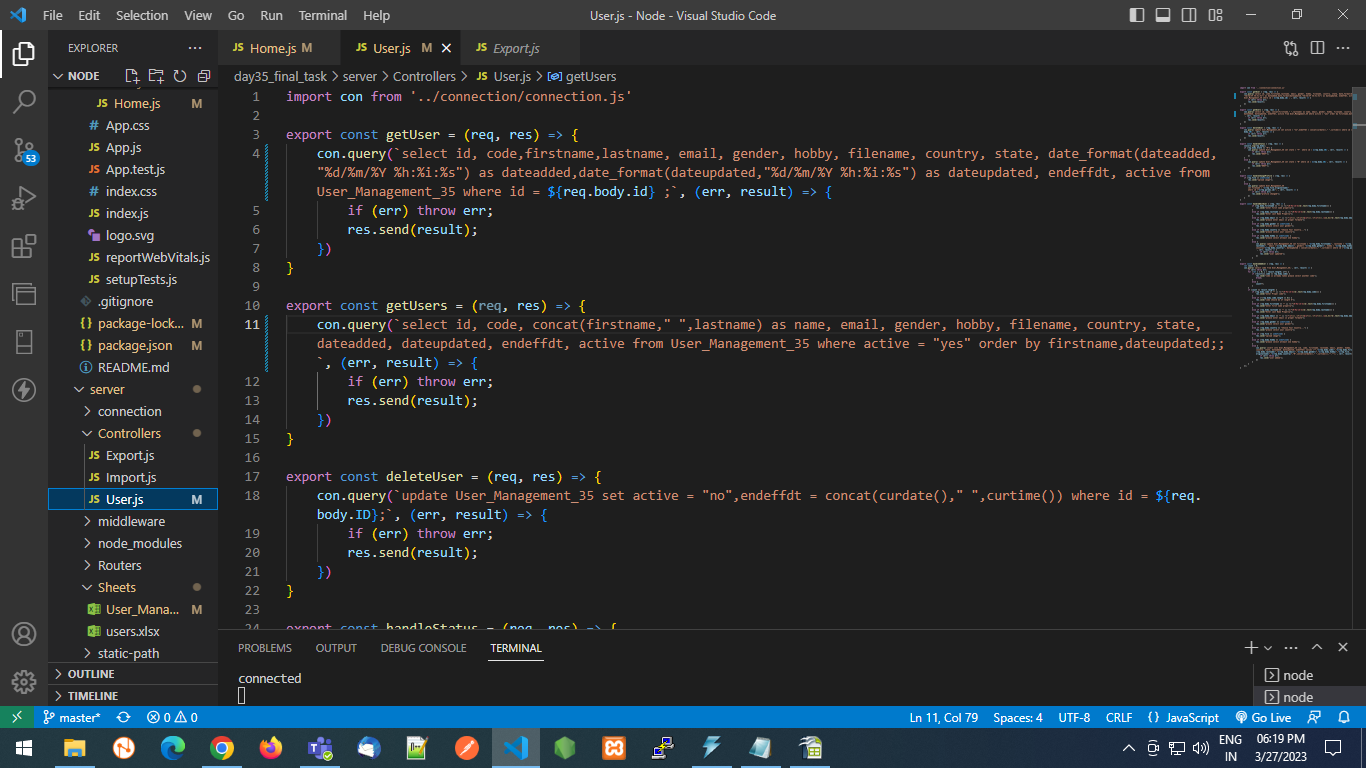 File Edit Selection View Go Run Terminal Help User.js - Node - Visual Studio Code
EXPLORER
NODE
Home.js M
App.css
App.js
App.test.js
index.css
index.js
logo.svg
reportWebVitals.js
setupTests.js
.gitignore
package-lock... M
package.json M
README.md
server
connection
Controllers
Export.js
Import.js
User.js M
middleware
node_modules
Routers
Sheets
User_Mana... M
users.xlsx
static-path
OUTLINE
TIMELINE
53
JS Home.js M JS User.js M JS Export.js
day35_final_task > server > Controllers > JS User.js > getUsers
1 import con from '../connection/connection.js'
2
3 export const getUser = (req, res) => {
4 con.query(`select id, code,firstname,lastname, email, gender, hobby, filename, country, state, date_format(dateadded,
"%d/%m/%Y %h:%i:%s") as dateadded,date_format(dateupdated,"%d/%m/%Y %h:%i:%s") as dateupdated, endeffdt, active from
User_Management_35 where id = ${req.body.id} ;`, (err, result) => {
5 if (err) throw err;
6 res.send(result);
7 })
8 }
9
10 export const getUsers = (req, res) => {
11 con.query(`select id, code, concat(firstname," ",lastname) as name, email, gender, hobby, filename, country, state,
dateadded, dateupdated, endeffdt, active from User_Management_35 where active = "yes" order by firstname,dateupdated;;
`, (err, result) => {
12 if (err) throw err;
13 res.send(result);
14 })
15 }
16
17 export const deleteUser = (req, res) => {
18 con.query(`update User_Management_35 set active = "no",endeffdt = concat(curdate()," ",curtime()) where id = ${req.
body.ID};`, (err, result) => {
19 if (err) throw err;
20 res.send(result);
21 })
22 }
23
24 export const handleStatus = (req, res) => {
PROBLEMS OUTPUT DEBUG CONSOLE TERMINAL
connected
node
node
master* 0 0 Ln 11, Col 79 Spaces: 4 UTF-8 CRLF {} JavaScript Go Live
ENG
IN
06:19 PM
3/27/2023